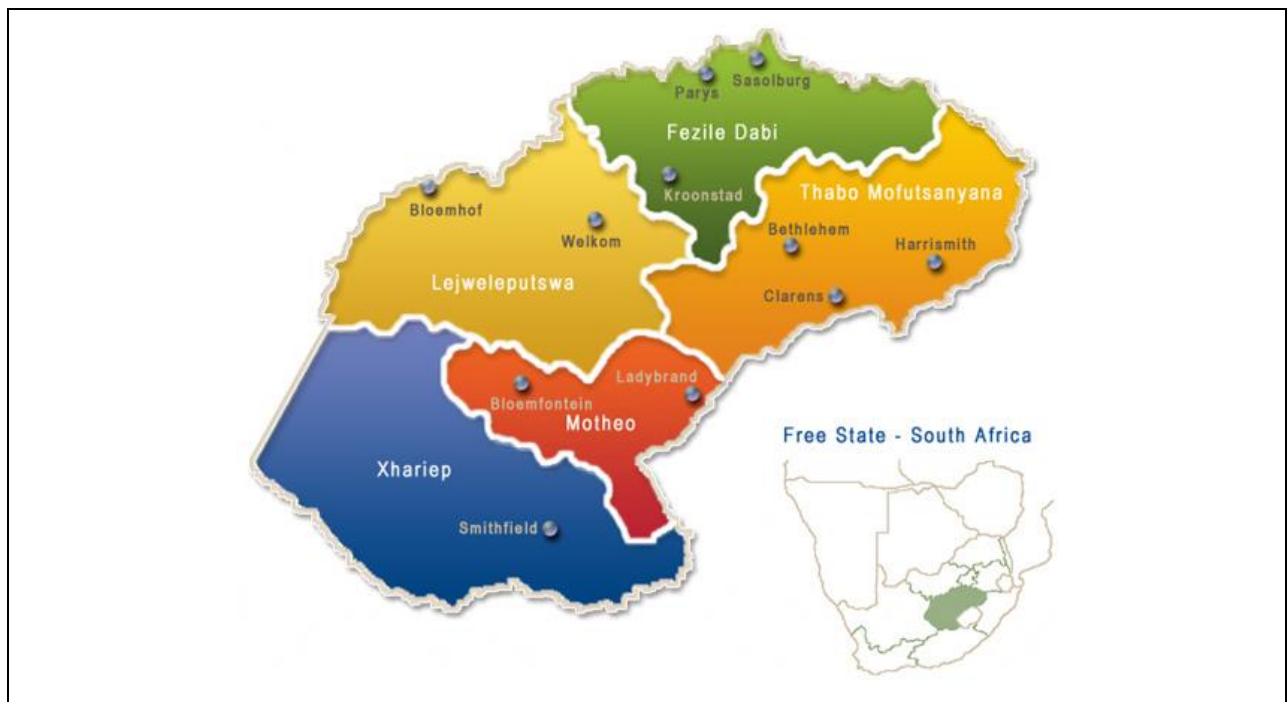 Sasolburg
Parys
Fezile Dabi
Kroonstad
Thabo Mofutsanyana
Bloemhof
Welkom
Bethlehem
Harrismith
Lejweleputswa
Clarens
Ladybrand
Bloemfontein
Motheo
Free State - South Africa
Xhariep
Smithfield